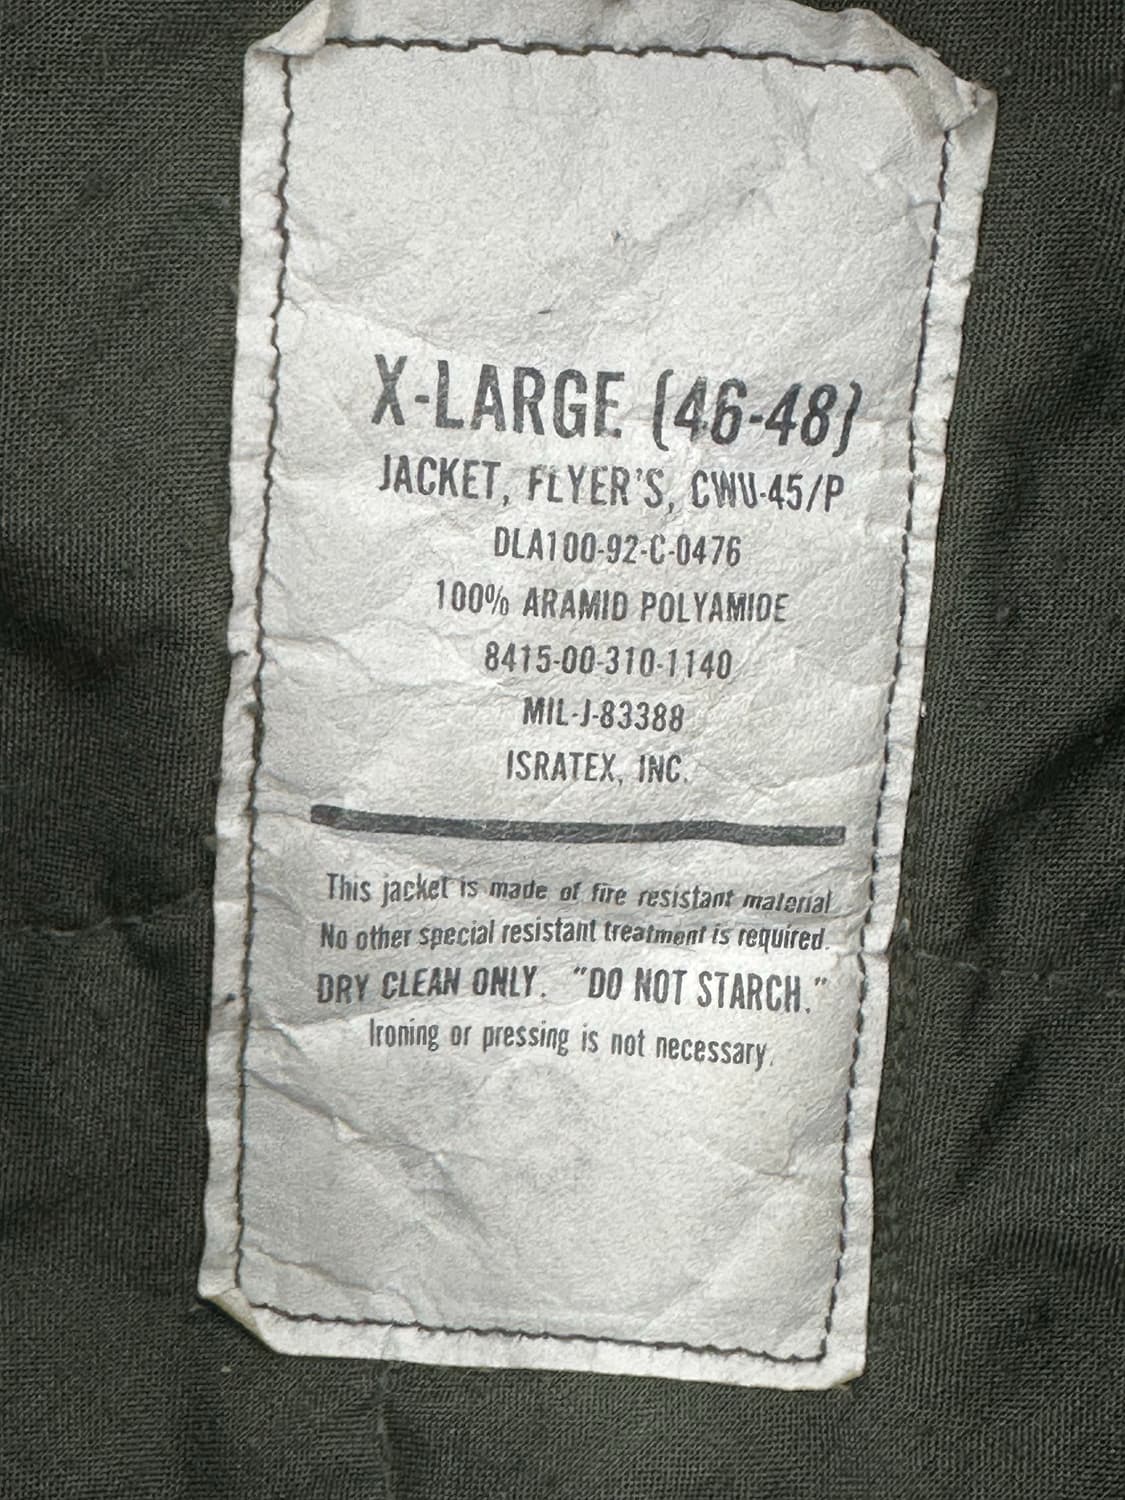 X-LARGE (46-48)
JACKET, FLYER'S, CWU-45/P
DLA100-92-C-0476
100% ARAMID POLYAMIDE
8415-00-310-1140
MIL-J-83388
ISRATEX, INC.
This jacket is made of fire resistant material
No other special resistant treatment is required.
DRY CLEAN ONLY. "DO NOT STARCH."
Ironing or pressing is not necessary.